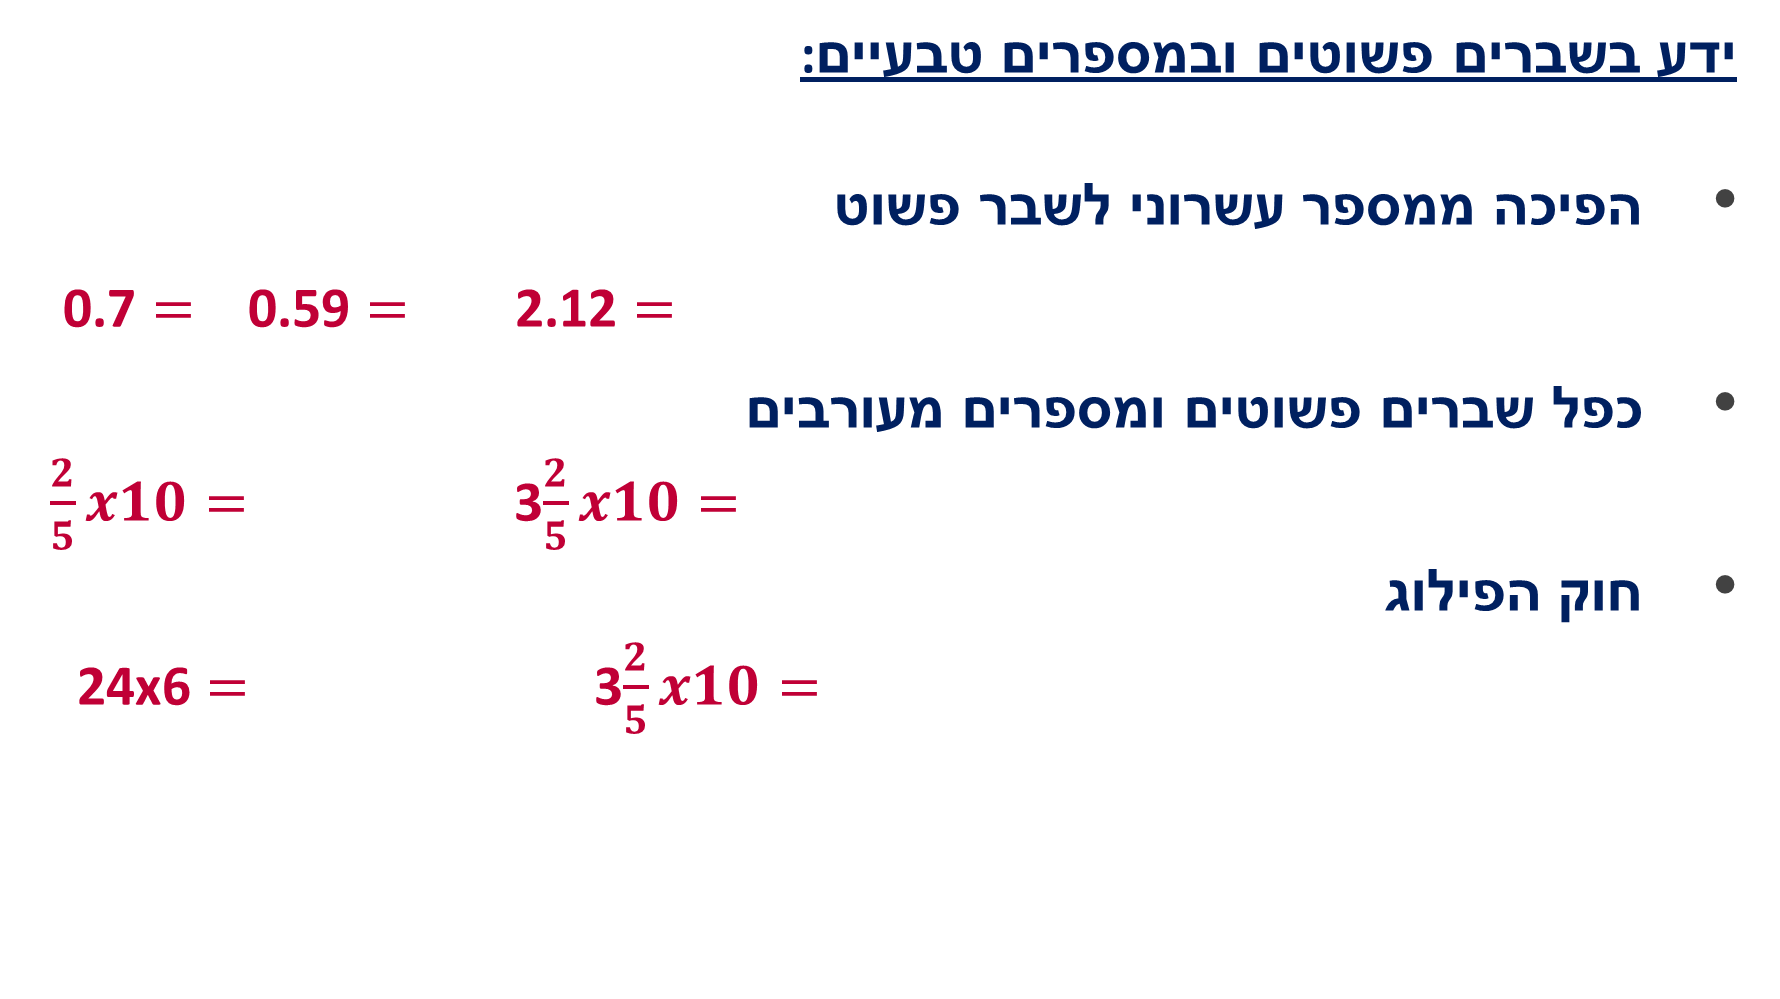 ידע בשברים פשוטים ובמספרים טבעיים:
• הפיכה ממספר עשרוני לשבר פשוט
0.7 = 0.59 = 2.12 =
• כפל שברים פשוטים ומספרים מעורבים
2/5 x10 = 3 2/5 x10 =
• חוק הפילוג
24x6 = 3 2/5 x10 =